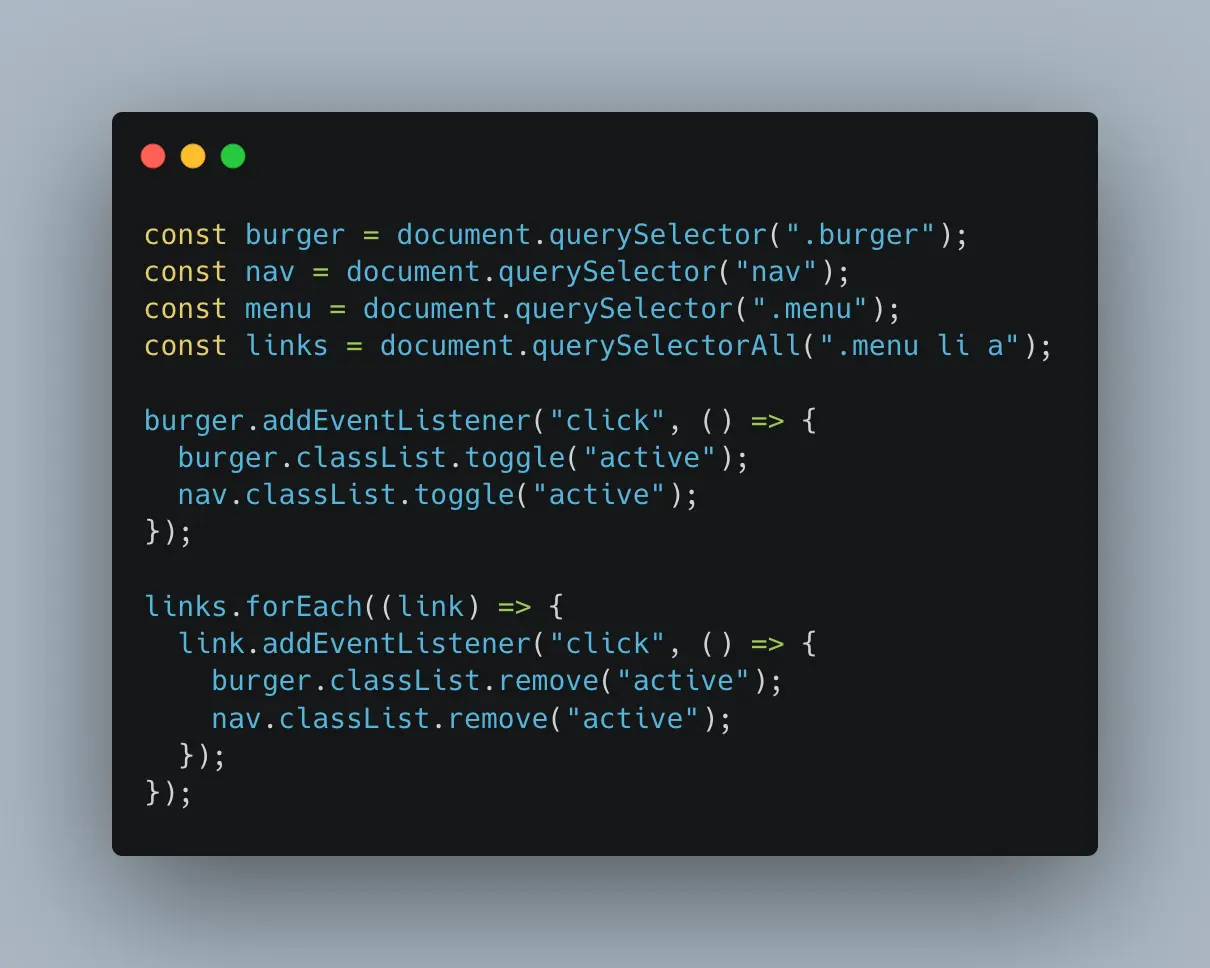 const burger = document.querySelector(".burger");
const nav = document.querySelector("nav");
const menu = document.querySelector(".menu");
const links = document.querySelectorAll(".menu li a");

burger.addEventListener("click", () => {
  burger.classList.toggle("active");
  nav.classList.toggle("active");
});

links.forEach((link) => {
  link.addEventListener("click", () => {
    burger.classList.remove("active");
    nav.classList.remove("active");
  });
});